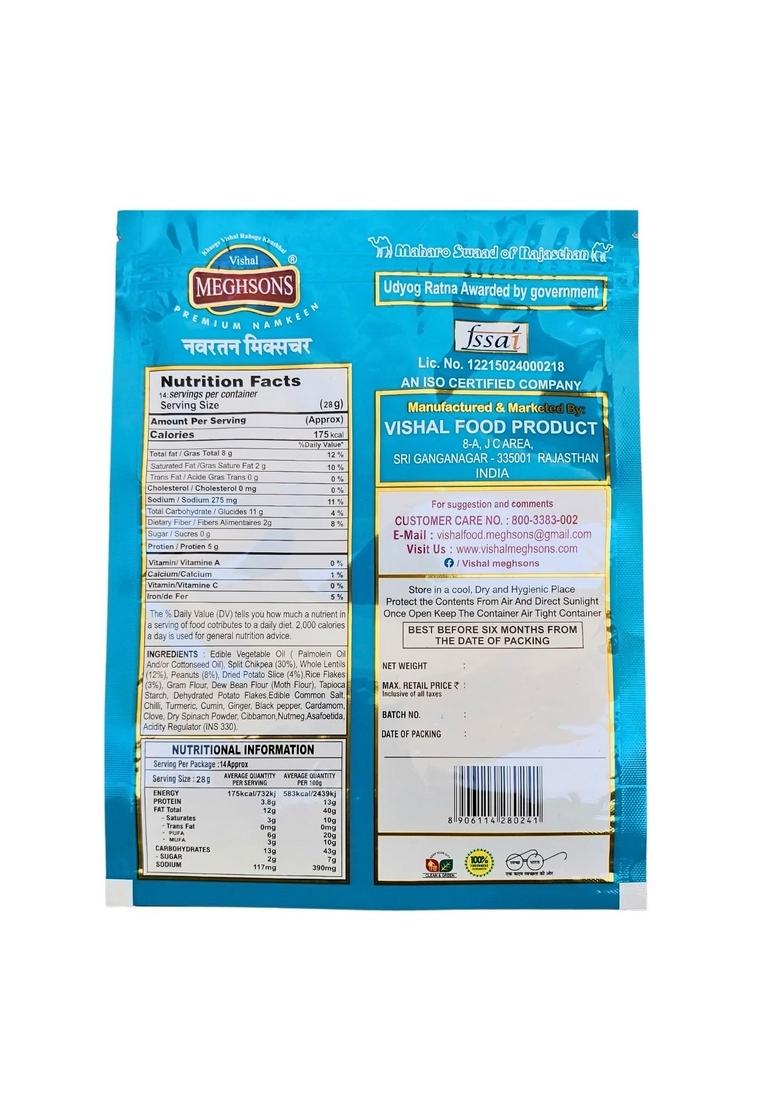 Khaogo Vishal Rahoge Khushhal
Vishal
MEGHSONS
®
PREMIUM NAMKEEN
नवरतन मिक्सचर
Nutrition Facts
14:servings per container
Serving Size (28g)
Amount Per Serving (Approx)
Calories 175 kcal
%Daily Value*
Total fat / Gras Total 8 g 12 %
Saturated Fat /Gras Sature Fat 2 g 10 %
Trans Fat / Acide Gras Trans 0 g 0 %
Cholesterol / Cholesterol 0 mg 0 %
Sodium / Sodium 275 mg 11 %
Total Carbohydrate / Glucides 11 g 4 %
Dietary Fiber / Fibers Alimentaires 2g 8 %
Sugar / Sucres 0 g
Protien / Protien 5 g
Vitamin/ Vitamine A 0 %
Calcium/Calcium 1 %
Vitamin/Vitamine C 0 %
Iron/de Fer 5 %
The % Daily Value (DV) tells you how much a nutrient in
a serving of food cotributes to a daily diet. 2,000 calories
a day is used for general nutrition advice.
INGREDIENTS : Edible Vegetable Oil ( Palmolein Oil
And/or Cottonseed Oil), Split Chikpea (30%), Whole Lentils
(12%), Peanuts (8%), Dried Potato Slice (4%),Rice Flakes
(3%), Gram Flour, Dew Bean Flour (Moth Flour), Tapioca
Starch, Dehydrated Potato Flakes,Edible Common Salt,
Chilli, Turmeric, Cumin, Ginger, Black pepper, Cardamom,
Clove, Dry Spinach Powder, Cibbamon,Nutmeg,Asafoetida,
Acidity Regulator (INS 330).
NUTRITIONAL INFORMATION
Serving Per Package :14Approx
Serving Size : 28g AVERAGE QUANTITY PER SERVING AVERAGE QUANTITY PER 100g
ENERGY 175kcal/732kj 583kcal/2439kj
PROTEIN 3.8g 13g
FAT Total 12g 40g
- Saturates 3g 10g
- Trans Fat 0mg 0mg
- PUFA 6g 20g
- MUFA 3g 10g
CARBOHYDRATES 13g 43g
- SUGAR 2g 7g
SODIUM 117mg 390mg
Maharo Swaad of Rajasthan
Udyog Ratna Awarded by government
fssai
Lic. No. 12215024000218
AN ISO CERTIFIED COMPANY
Manufactured & Marketed By:
VISHAL FOOD PRODUCT
8-A, J C AREA,
SRI GANGANAGAR - 335001 RAJASTHAN
INDIA
For suggestion and comments
CUSTOMER CARE NO. : 800-3383-002
E-Mail : vishalfood.meghsons@gmail.com
Visit Us : www.vishalmeghsons.com
f / Vishal meghsons
Store in a cool, Dry and Hygienic Place
Protect the Contents From Air And Direct Sunlight
Once Open Keep The Container Air Tight Container
BEST BEFORE SIX MONTHS FROM
THE DATE OF PACKING
NET WEIGHT :
MAX. RETAIL PRICE ₹ :
Inclusive of all taxes
BATCH NO. :
DATE OF PACKING :
8 906114 280241
CLEAN & GREEN
100%
स्वच्छ भारत
एक कदम स्वच्छता की ओर